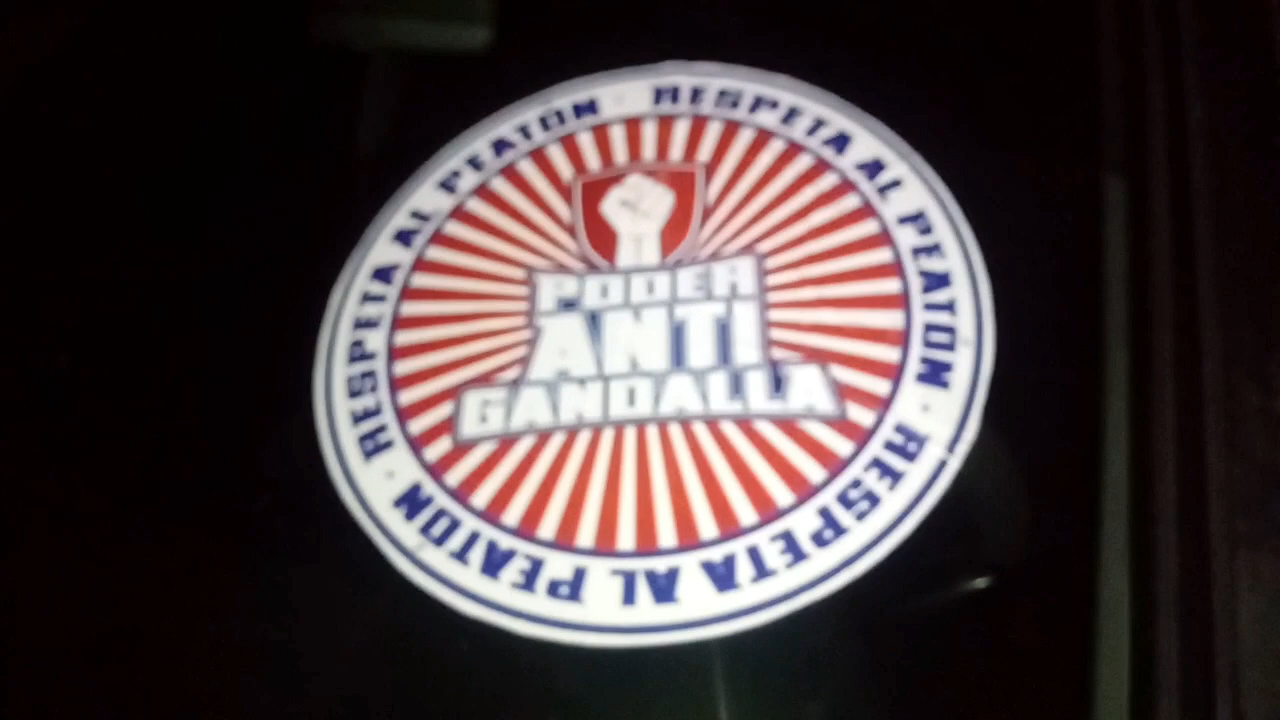 RESPETA AL PEATON · RESPETA AL PEATON · RESPETA AL PEATON ·
PODER
ANTI
GANDALLA